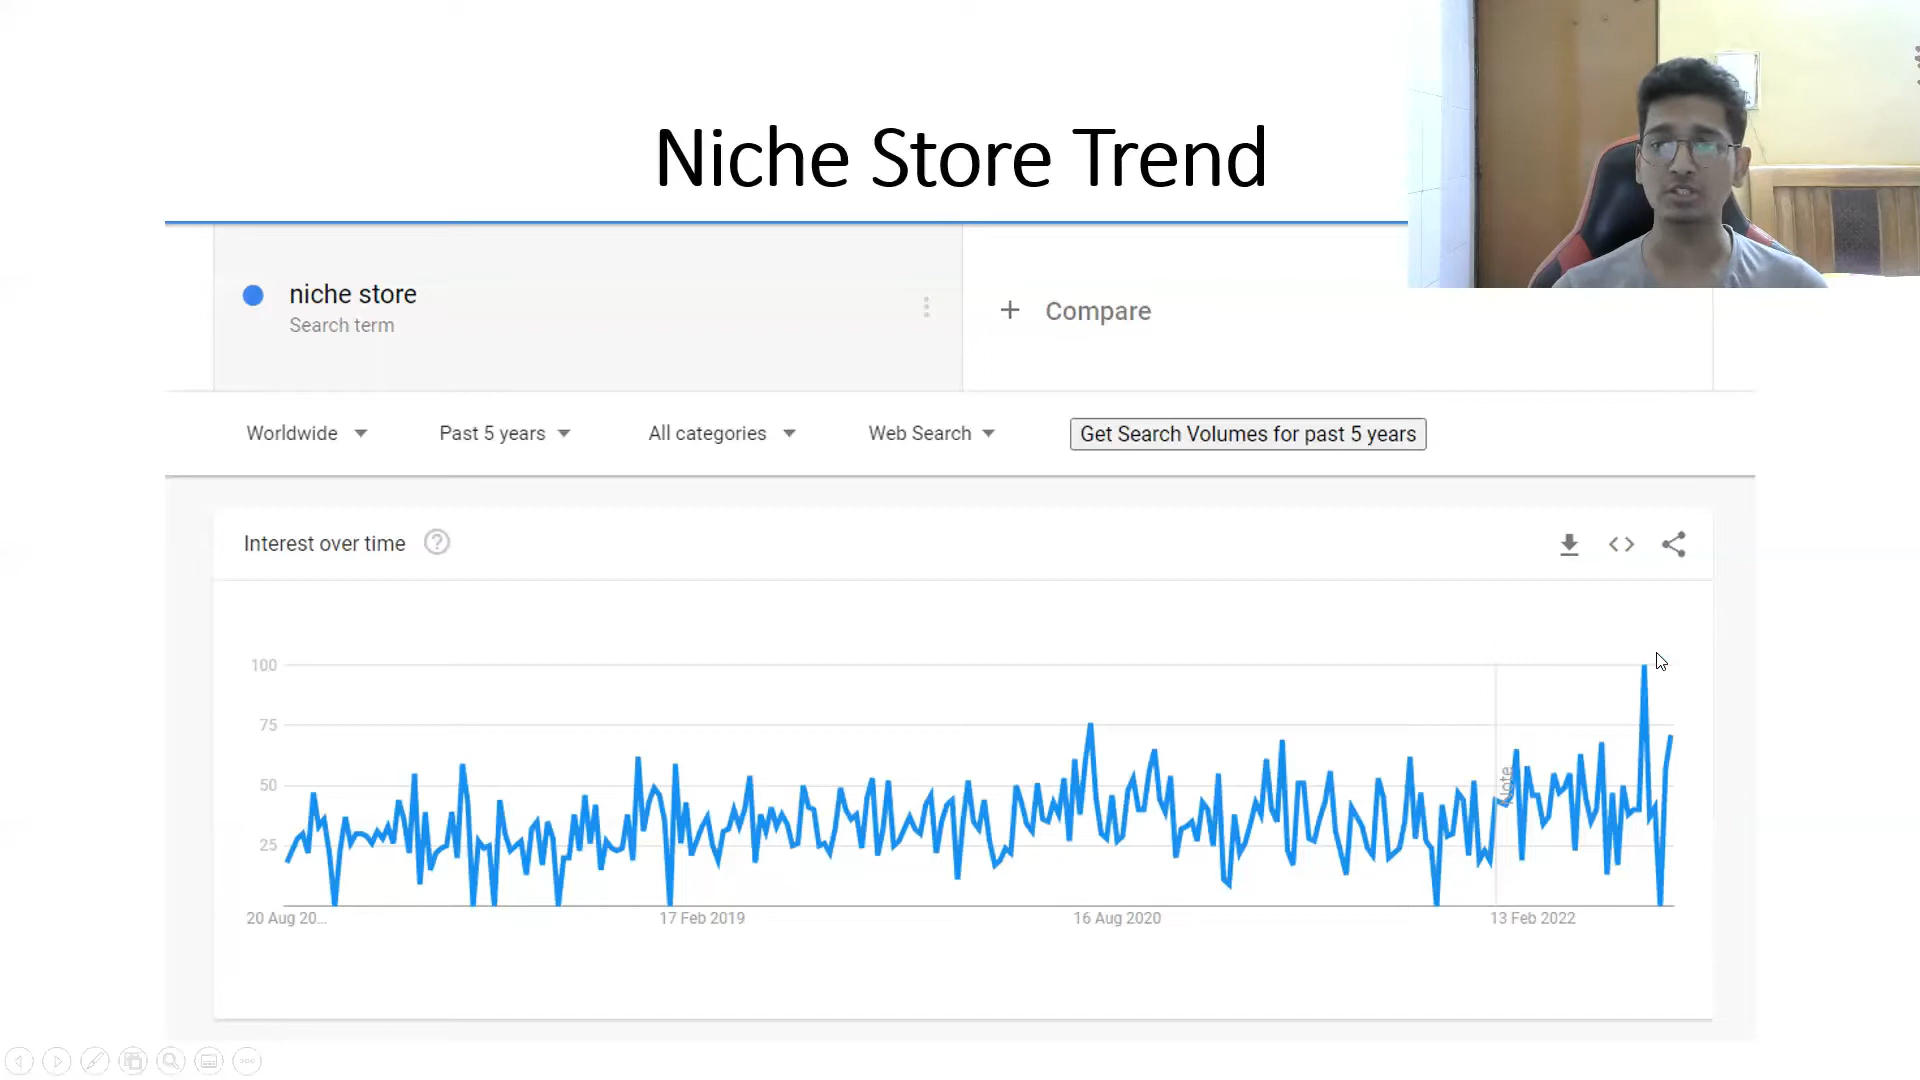 Niche Store Trend
niche store
Search term
+ Compare
Worldwide
Past 5 years
All categories
Web Search
Get Search Volumes for past 5 years
Interest over time
?
100
75
50
25
Note
20 Aug 20...
17 Feb 2019
16 Aug 2020
13 Feb 2022